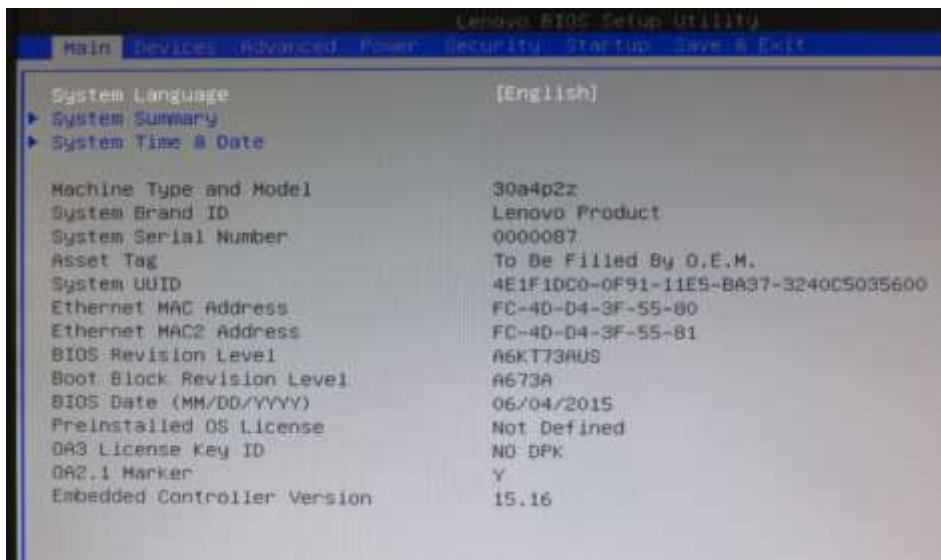 Lenovo BIOS Setup Utility
Main Devices Advanced Power Security Startup Save & Exit
System Language [English]
System Summary
System Time & Date
Machine Type and Model 30a4p2z
System Brand ID Lenovo Product
System Serial Number 0000087
Asset Tag To Be Filled By O.E.M.
System UUID 4E1F1DC0-0F91-11E5-BA37-3240C5035600
Ethernet MAC Address FC-4D-D4-3F-55-80
Ethernet MAC2 Address FC-4D-D4-3F-55-81
BIOS Revision Level A6KT73AUS
Boot Block Revision Level A673A
BIOS Date (MM/DD/YYYY) 06/04/2015
Preinstalled OS License Not Defined
OA3 License Key ID NO DPK
OA2.1 Marker Y
Embedded Controller Version 15.16